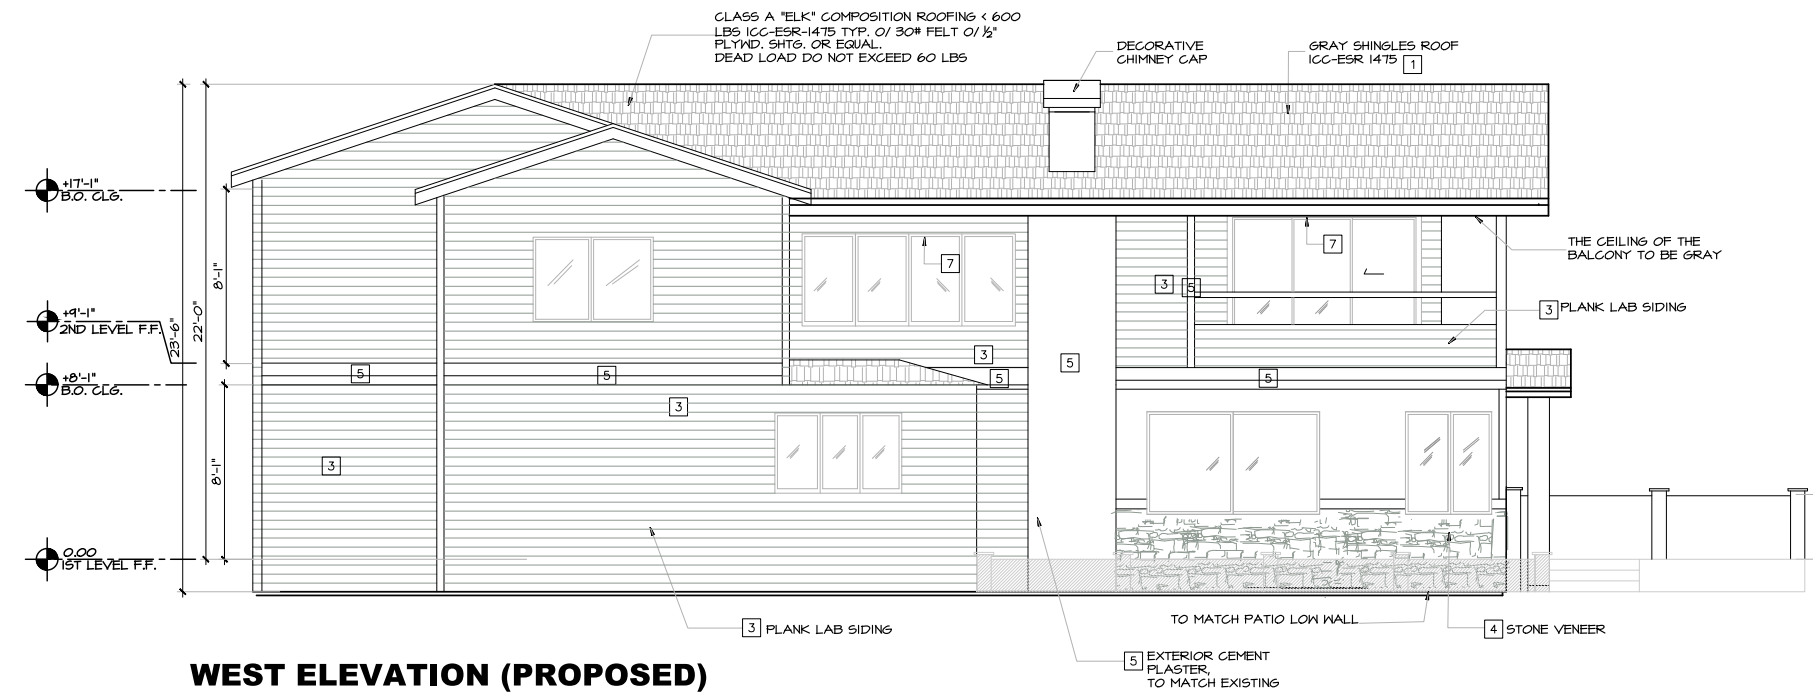 CLASS A "ELK" COMPOSITION ROOFING < 600
LBS ICC-ESR-1475 TYP. O/ 30# FELT O/ ½"
PLYWD. SHTG. OR EQUAL.
DEAD LOAD DO NOT EXCEED 60 LBS
DECORATIVE
CHIMNEY CAP
GRAY SHINGLES ROOF
ICC-ESR 1475 1
+17'-1"
B.O. CLG.
+9'-1"
2ND LEVEL F.F.
+8'-1"
B.O. CLG.
0.00
1ST LEVEL F.F.
23'-6"
22'-0"
8'-1"
8'-1"
7
7
THE CEILING OF THE
BALCONY TO BE GRAY
3
5
3 PLANK LAB SIDING
3
5
5
5
5
5
3
3
3 PLANK LAB SIDING
TO MATCH PATIO LOW WALL
4 STONE VENEER
5 EXTERIOR CEMENT
PLASTER,
TO MATCH EXISTING
WEST ELEVATION (PROPOSED)